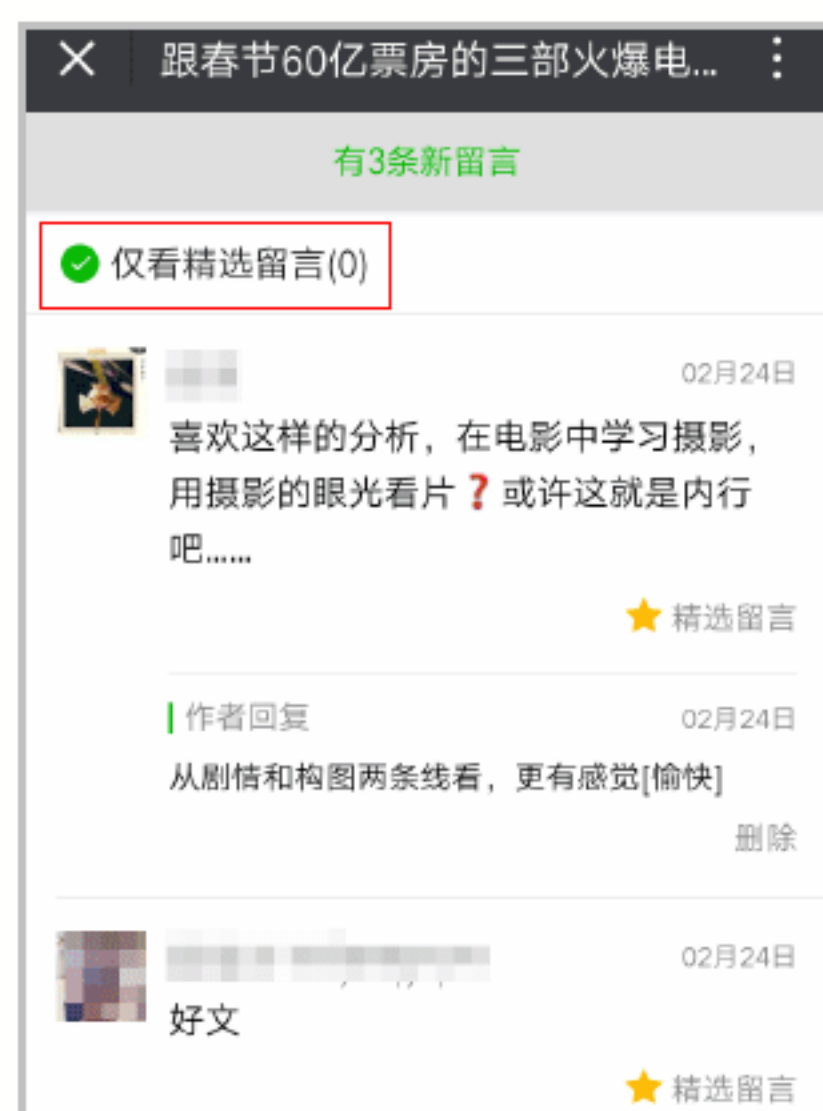 跟春节60亿票房的三部火爆电...
有3条新留言
仅看精选留言(0)
02月24日
喜欢这样的分析，在电影中学习摄影，
用摄影的眼光看片❓或许这就是内行
吧......
精选留言
作者回复 02月24日
从剧情和构图两条线看，更有感觉[愉快]
删除
02月24日
好文
精选留言